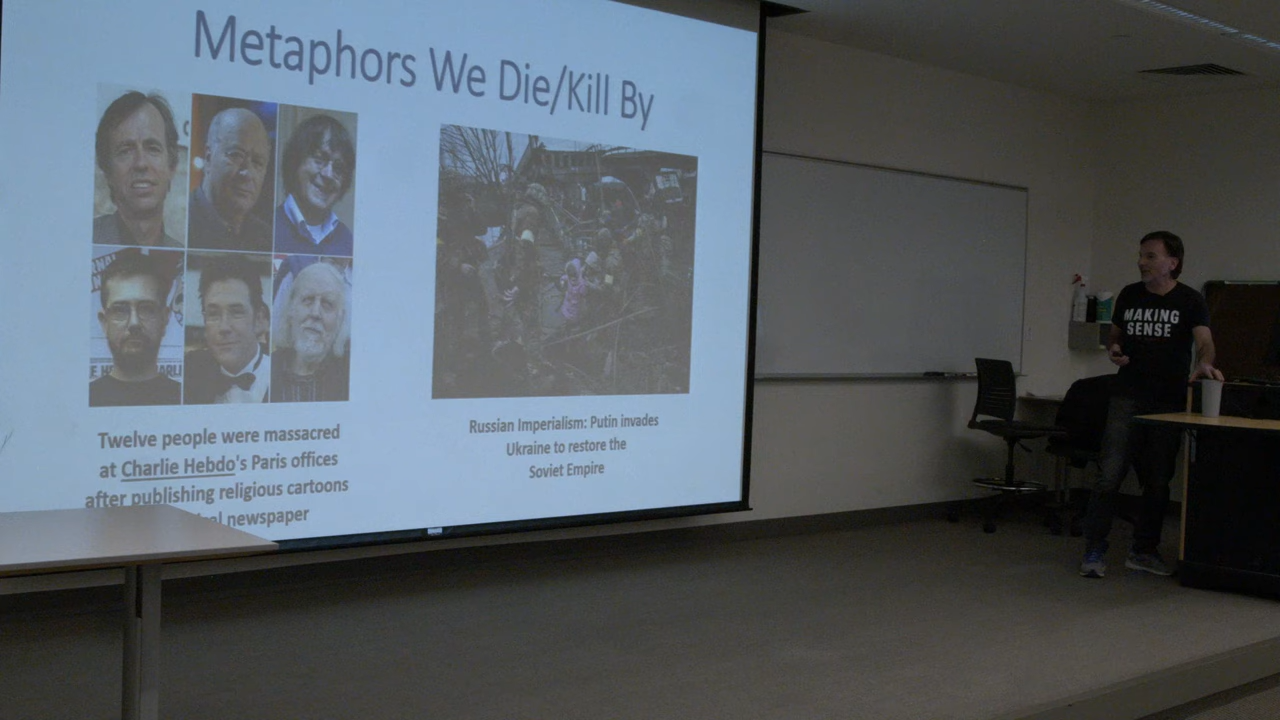 Metaphors We Die/Kill By
Twelve people were massacred
at Charlie Hebdo's Paris offices
after publishing religious cartoons
newspaper
Russian Imperialism: Putin invades
Ukraine to restore the
Soviet Empire
MAKING
SENSE